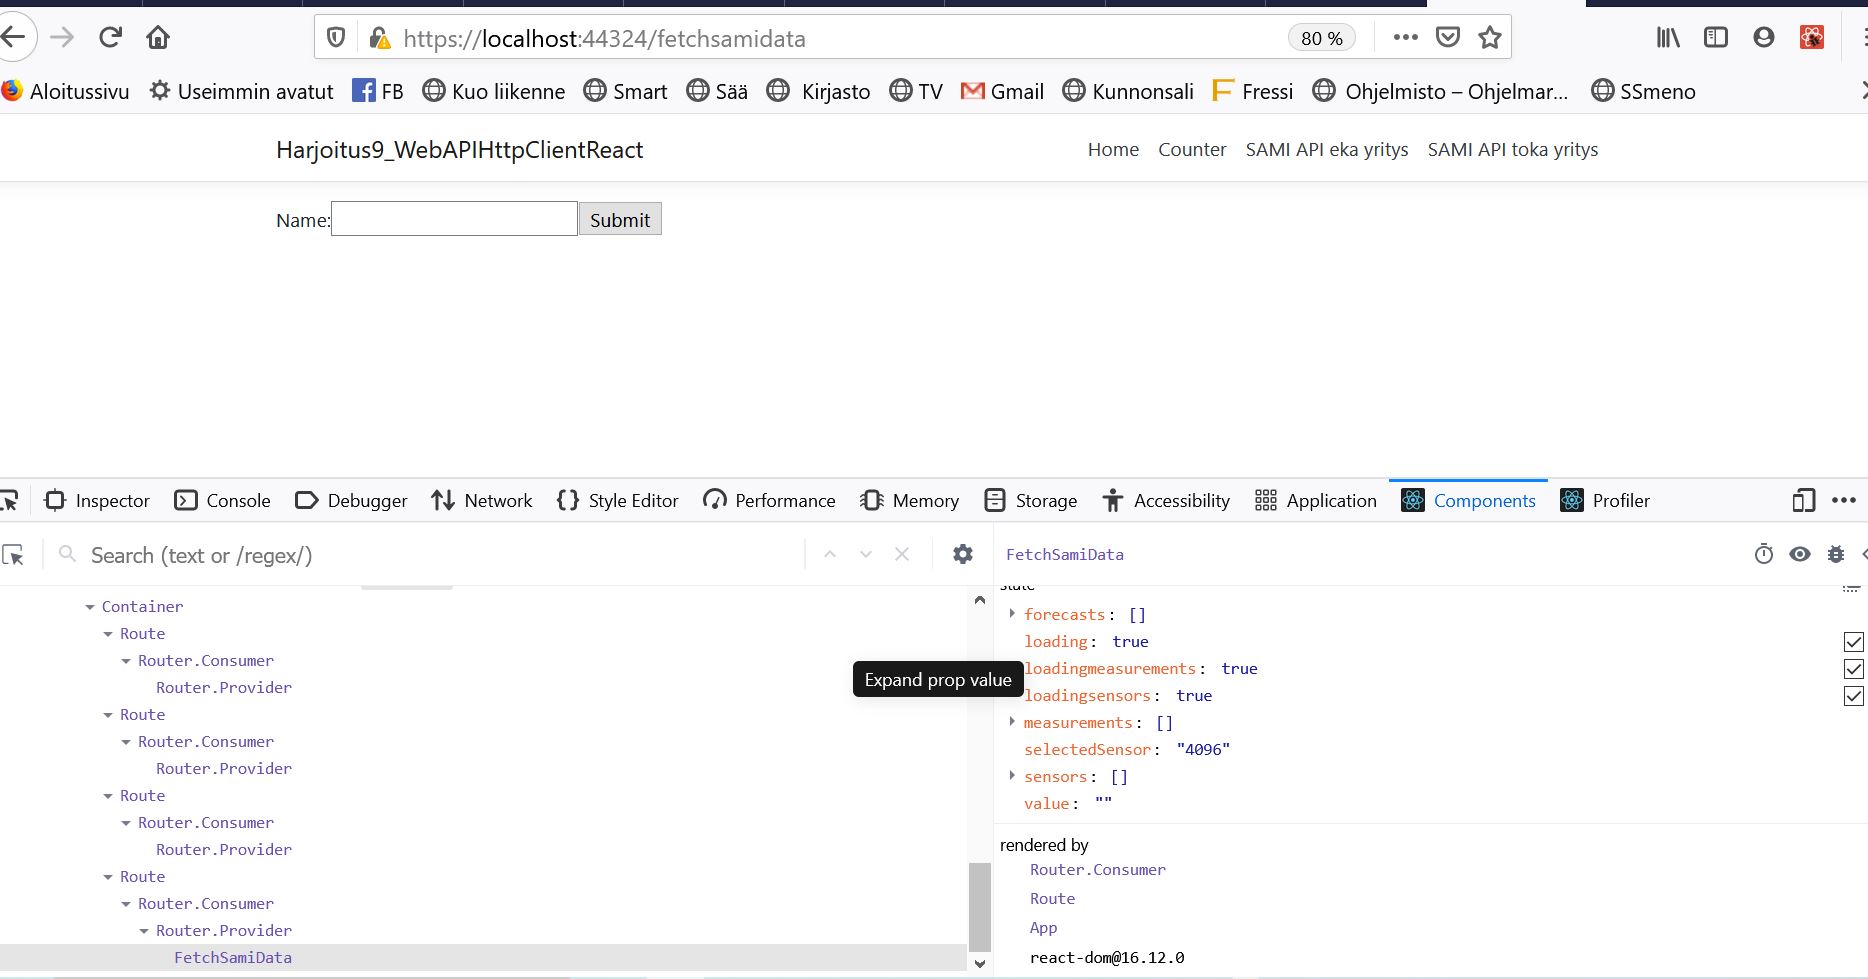 https://localhost:44324/fetchsamidata 80 %
Aloitussivu Useimmin avatut FB Kuo liikenne Smart Sää Kirjasto TV Gmail Kunnonsali Fressi Ohjelmisto – Ohjelmar... SSmeno
Harjoitus9_WebAPIHttpClientReact Home Counter SAMI API eka yritys SAMI API toka yritys
Name: Submit
Inspector Console Debugger Network Style Editor Performance Memory Storage Accessibility Application Components Profiler
Search (text or /regex/)
Container
Route
Router.Consumer
Router.Provider
Route
Router.Consumer
Router.Provider
Route
Router.Consumer
Router.Provider
Route
Router.Consumer
Router.Provider
FetchSamiData
Expand prop value
FetchSamiData
state
forecasts: []
loading: true
loadingmeasurements: true
loadingsensors: true
measurements: []
selectedSensor: "4096"
sensors: []
value: ""
rendered by
Router.Consumer
Route
App
react-dom@16.12.0